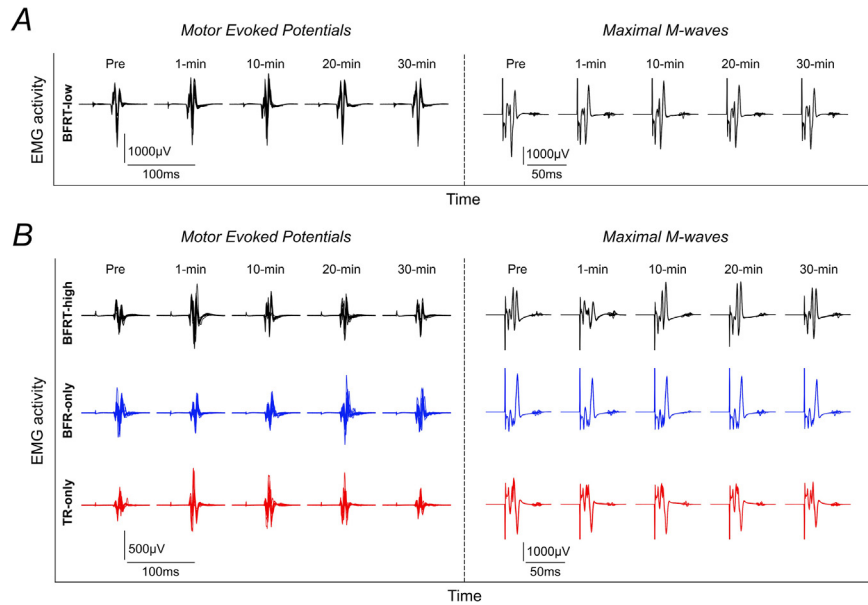 A
Motor Evoked Potentials Maximal M-waves
Pre 1-min 10-min 20-min 30-min Pre 1-min 10-min 20-min 30-min
EMG activity
BFRT-low
1000µV
100ms
1000µV
50ms
Time
B
Motor Evoked Potentials Maximal M-waves
Pre 1-min 10-min 20-min 30-min Pre 1-min 10-min 20-min 30-min
EMG activity
BFRT-high
BFR-only
TR-only
500µV
100ms
1000µV
50ms
Time